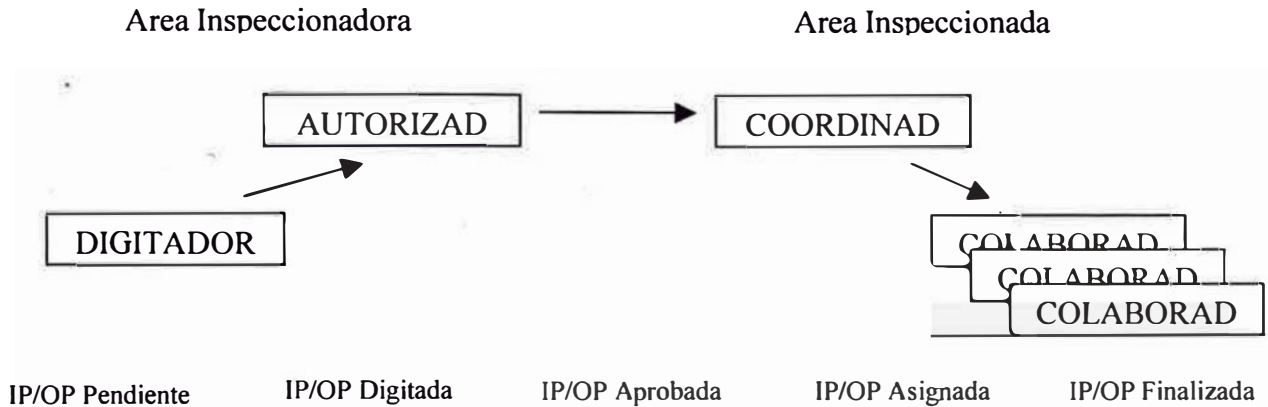 Area Inspeccionadora Area Inspeccionada
AUTORIZAD COORDINAD
DIGITADOR COLABORAD
COLABORAD
COLABORAD
IP/OP Pendiente IP/OP Digitada IP/OP Aprobada IP/OP Asignada IP/OP Finalizada